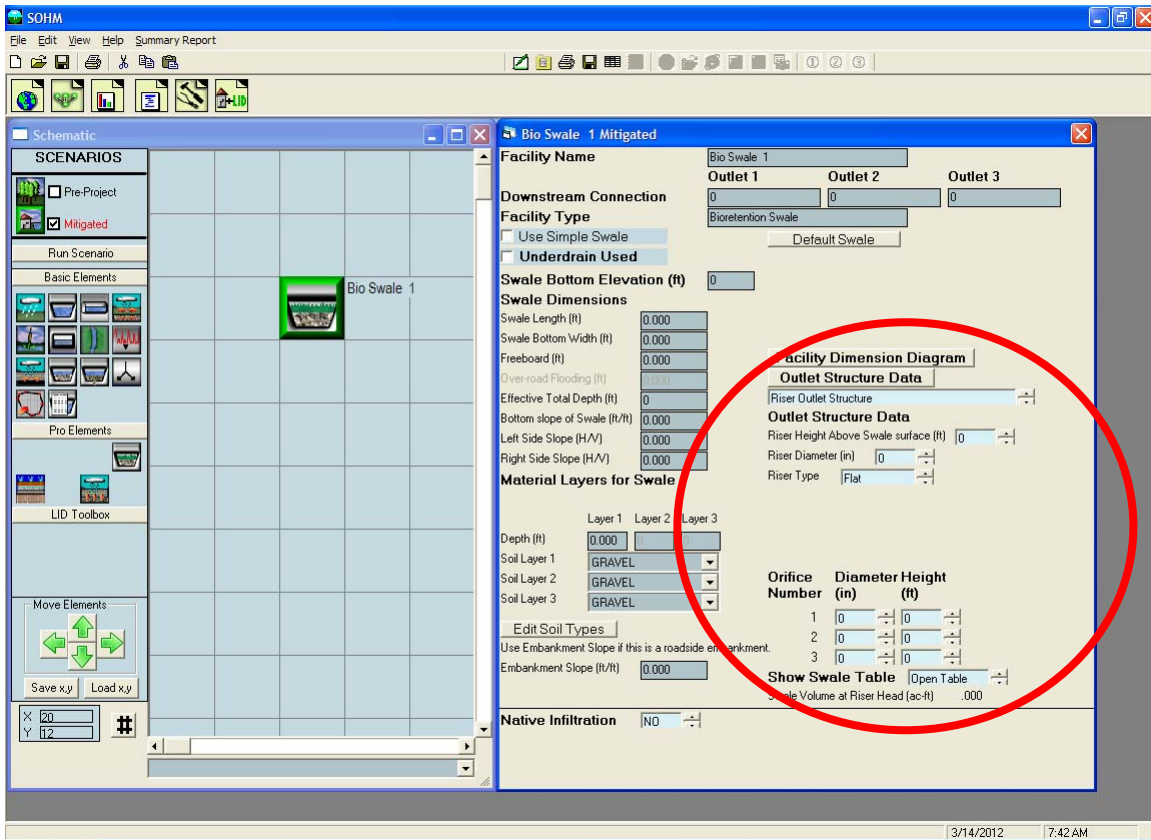 SOHM
File Edit View Help Summary Report
Schematic
SCENARIOS
Pre-Project
Mitigated
Run Scenario
Basic Elements
Pro Elements
LID Toolbox
Move Elements
Save x,y Load x,y
X 20
Y 12
#
+LID
Bio Swale 1
Bio Swale 1 Mitigated
Facility Name Bio Swale 1
Outlet 1 Outlet 2 Outlet 3
Downstream Connection 0 0 0
Facility Type Bioretention Swale
Use Simple Swale Default Swale
Underdrain Used
Swale Bottom Elevation (ft) 0
Swale Dimensions
Swale Length (ft) 0.000
Swale Bottom Width (ft) 0.000
Freeboard (ft) 0.000
Over-road Flooding (ft) 0.000
Effective Total Depth (ft) 0
Bottom slope of Swale (ft/ft) 0.000
Left Side Slope (H/V) 0.000
Right Side Slope (H/V) 0.000
Material Layers for Swale
Layer 1 Layer 2 Layer 3
Depth (ft) 0.000 0 0
Soil Layer 1 GRAVEL
Soil Layer 2 GRAVEL
Soil Layer 3 GRAVEL
Edit Soil Types
Use Embankment Slope if this is a roadside embankment.
Embankment Slope (ft/ft) 0.000
Native Infiltration NO
Facility Dimension Diagram
Outlet Structure Data
Riser Outlet Structure
Outlet Structure Data
Riser Height Above Swale surface (ft) 0
Riser Diameter (in) 0
Riser Type Flat
Orifice Diameter Height
Number (in) (ft)
1 0 0
2 0 0
3 0 0
Show Swale Table Open Table
Swale Volume at Riser Head (ac-ft) .000
3/14/2012 7:42 AM